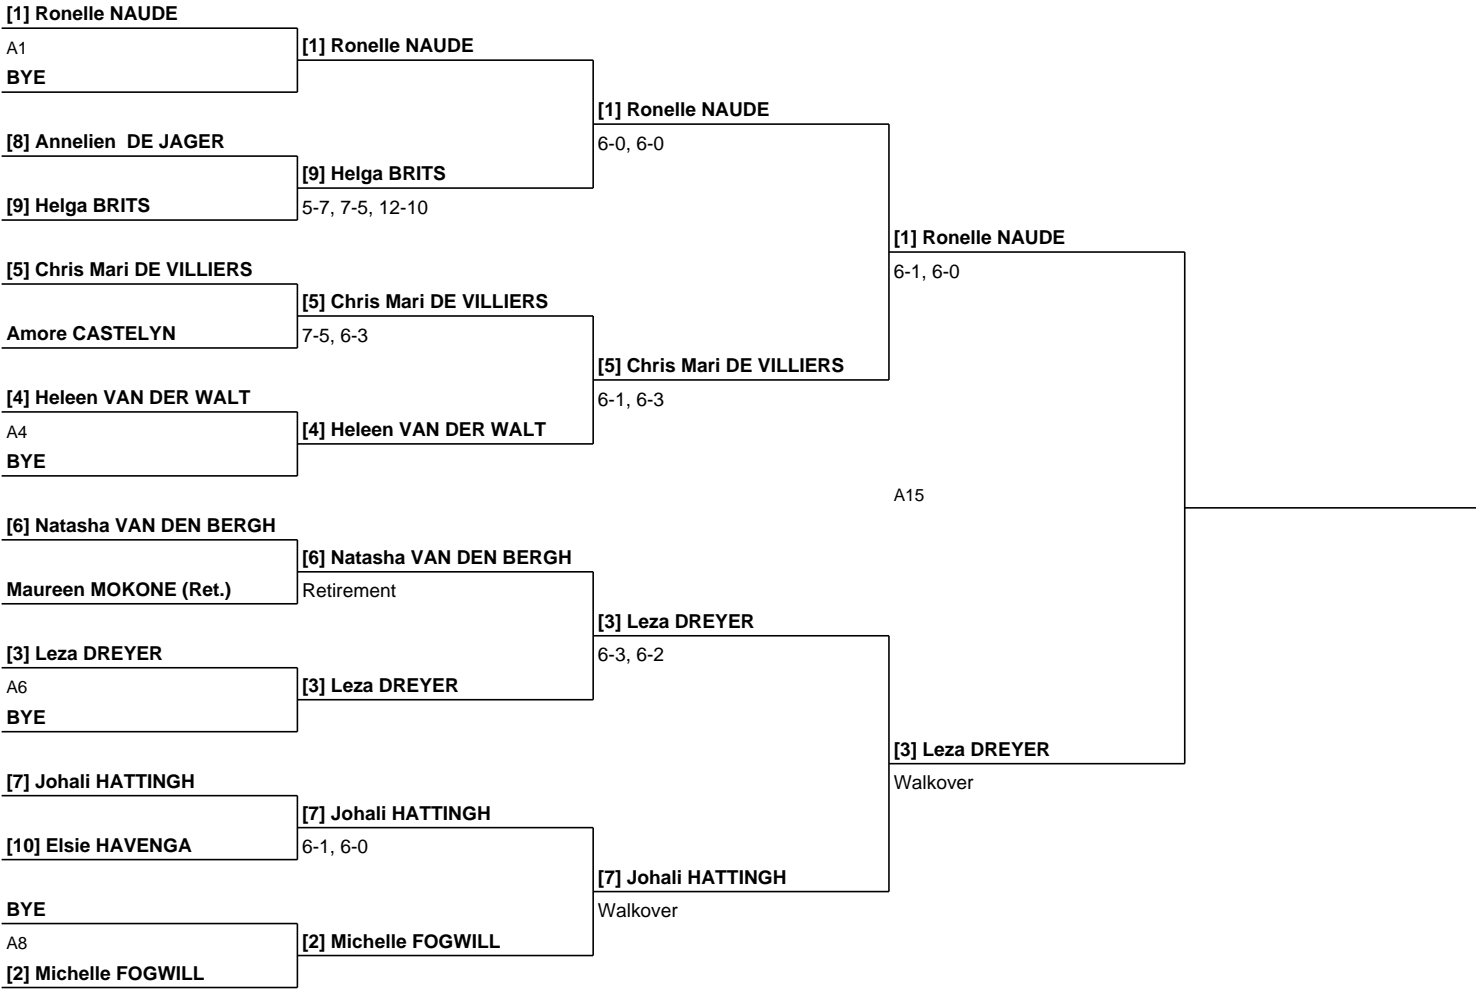 [1] Ronelle NAUDE
A1
BYE
[8] Annelien  DE JAGER
[9] Helga BRITS
[5] Chris Mari DE VILLIERS
Amore CASTELYN
[4] Heleen VAN DER WALT
A4
BYE
[6] Natasha VAN DEN BERGH
Maureen MOKONE (Ret.)
[3] Leza DREYER
A6
BYE
[7] Johali HATTINGH
[10] Elsie HAVENGA
BYE
A8
[2] Michelle FOGWILL
[1] Ronelle NAUDE
[9] Helga BRITS
5-7, 7-5, 12-10
[5] Chris Mari DE VILLIERS
7-5, 6-3
[4] Heleen VAN DER WALT
[6] Natasha VAN DEN BERGH
Retirement
[3] Leza DREYER
[7] Johali HATTINGH
6-1, 6-0
[2] Michelle FOGWILL
[1] Ronelle NAUDE
6-0, 6-0
[5] Chris Mari DE VILLIERS
6-1, 6-3
[3] Leza DREYER
6-3, 6-2
[7] Johali HATTINGH
Walkover
[1] Ronelle NAUDE
6-1, 6-0
A15
[3] Leza DREYER
Walkover